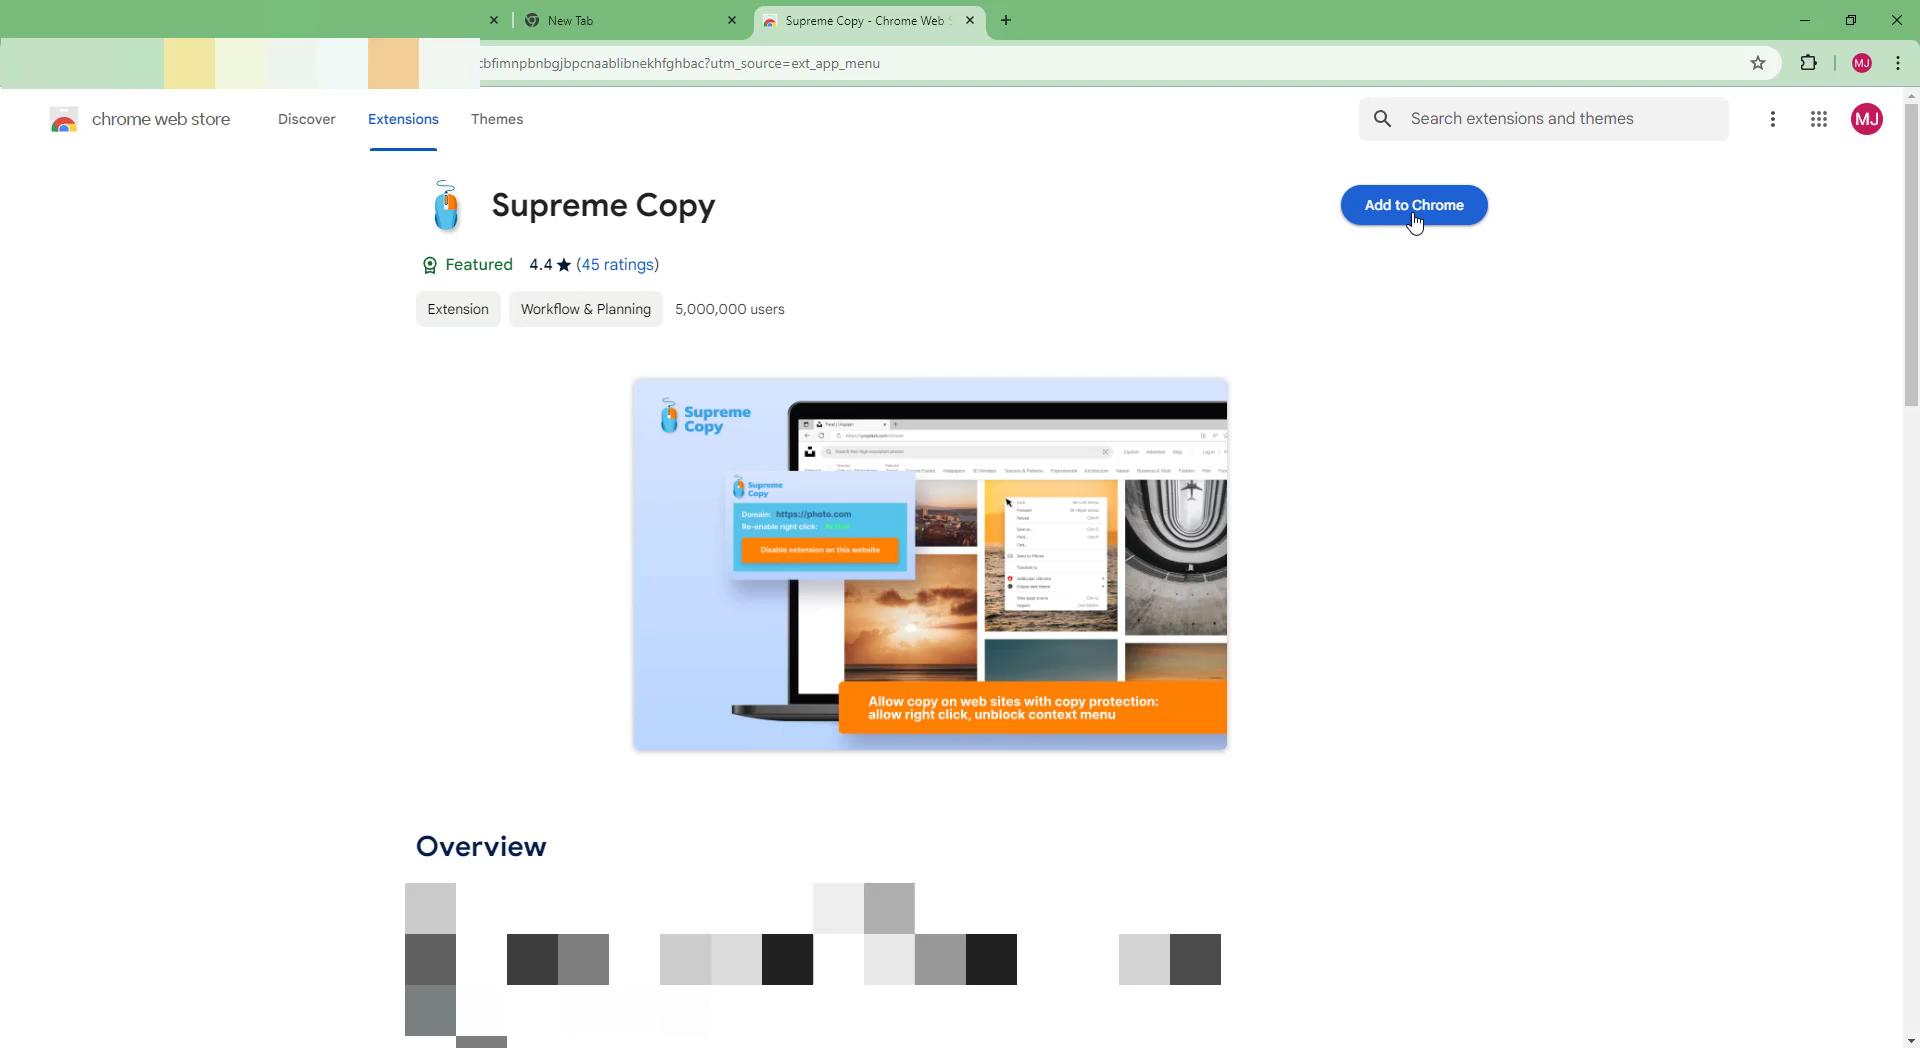 New Tab
Supreme Copy - Chrome Web
cbfimnpbnbgjbpcnaablibnekhfghbac?utm_source=ext_app_menu
MJ
chrome web store
Discover
Extensions
Themes
Search extensions and themes
MJ
Supreme Copy
Add to Chrome
Featured 4.4★ (45 ratings)
Extension
Workflow & Planning
5,000,000 users
Supreme
Copy
Supreme
Copy
Domain: https://photo.com
Re-enable right click: Active
Disable extension on this website
Allow copy on web sites with copy protection:
allow right click, unblock context menu
Overview